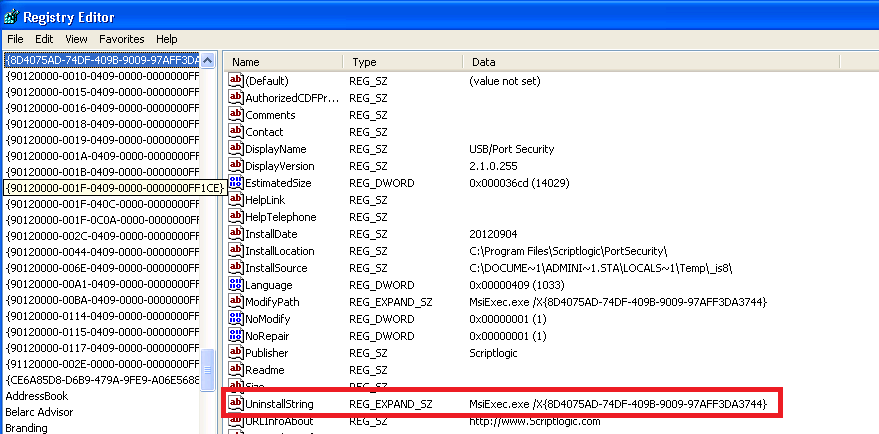 Registry Editor
File Edit View Favorites Help
{8D4075AD-74DF-409B-9009-97AFF3DA
{90120000-0010-0409-0000-0000000FF
{90120000-0015-0409-0000-0000000FF
{90120000-0016-0409-0000-0000000FF
{90120000-0018-0409-0000-0000000FF
{90120000-0019-0409-0000-0000000FF
{90120000-001A-0409-0000-0000000FF
{90120000-001B-0409-0000-0000000FF
{90120000-001F-0409-0000-0000000FF1CE}
{90120000-001F-040C-0000-0000000FF
{90120000-001F-0C0A-0000-0000000FF
{90120000-002C-0409-0000-0000000FF
{90120000-0044-0409-0000-0000000FF
{90120000-006E-0409-0000-0000000FF
{90120000-00A1-0409-0000-0000000FF
{90120000-00BA-0409-0000-0000000FF
{90120000-0114-0409-0000-0000000FF
{90120000-0115-0409-0000-0000000FF
{90120000-0117-0409-0000-0000000FF
{91120000-002E-0000-0000-0000000FF
{CE6A85D8-D6B9-479A-9FE9-A06E5688
AddressBook
Belarc Advisor
Branding
Name Type Data
(Default) REG_SZ (value not set)
AuthorizedCDFPr... REG_SZ
Comments REG_SZ
Contact REG_SZ
DisplayName REG_SZ USB/Port Security
DisplayVersion REG_SZ 2.1.0.255
EstimatedSize REG_DWORD 0x000036cd (14029)
HelpLink REG_SZ
HelpTelephone REG_SZ
InstallDate REG_SZ 20120904
InstallLocation REG_SZ C:\Program Files\Scriptlogic\PortSecurity\
InstallSource REG_SZ C:\DOCUME~1\ADMINI~1.STA\LOCALS~1\Temp\_is8\
Language REG_DWORD 0x00000409 (1033)
ModifyPath REG_EXPAND_SZ MsiExec.exe /X{8D4075AD-74DF-409B-9009-97AFF3DA3744}
NoModify REG_DWORD 0x00000001 (1)
NoRepair REG_DWORD 0x00000001 (1)
Publisher REG_SZ Scriptlogic
Readme REG_SZ
Size REG_SZ
UninstallString REG_EXPAND_SZ MsiExec.exe /X{8D4075AD-74DF-409B-9009-97AFF3DA3744}
URLInfoAbout REG_SZ http://www.Scriptlogic.com